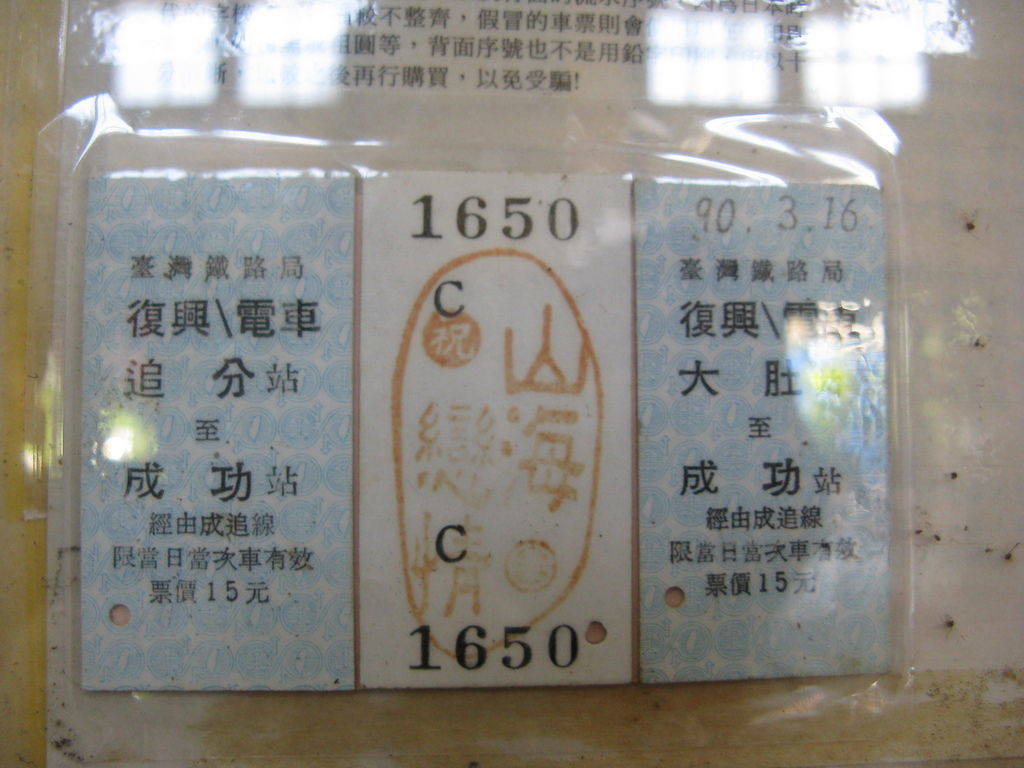 較不整齊，假冒的車票則會
組圓等，背面序號也不是用鉛字
後再行購買，以免受騙!
臺灣鐵路局
復興\電車
追 分站
至
成 功站
經由成追線
限當日當次車有效
票價15元
1650
C
祝
山海
戀情
C
1650
90. 3.16
臺灣鐵路局
復興\電車
大 肚
至
成 功站
經由成追線
限當日當次車有效
票價15元